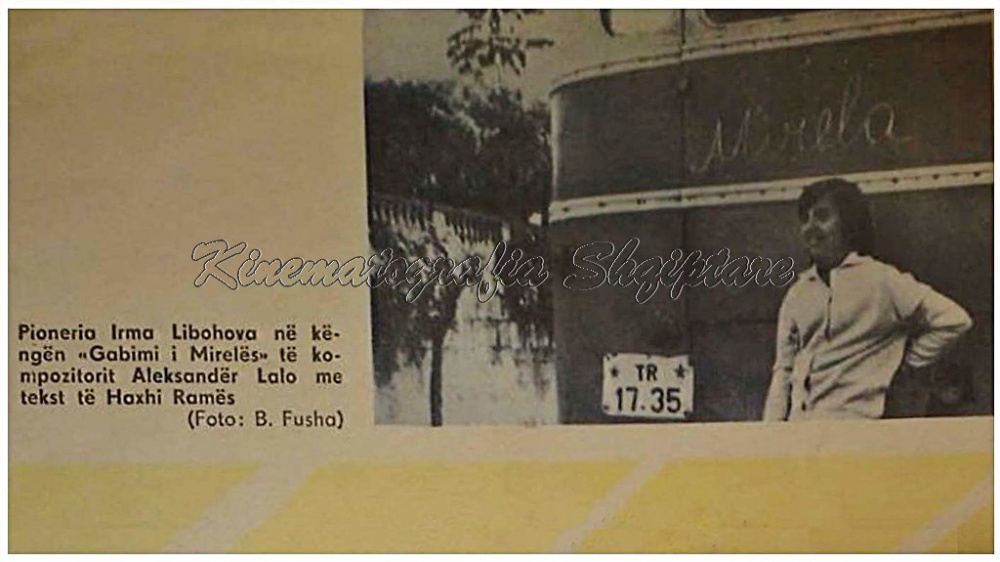 Mirela
Kinematografia Shqiptare
Pioneria Irma Libohova në kë-
ngën «Gabimi i Mirelës» të ko-
mpozitorit Aleksandër Lalo me
tekst të Haxhi Ramës
(Foto: B. Fusha)
TR
17.35